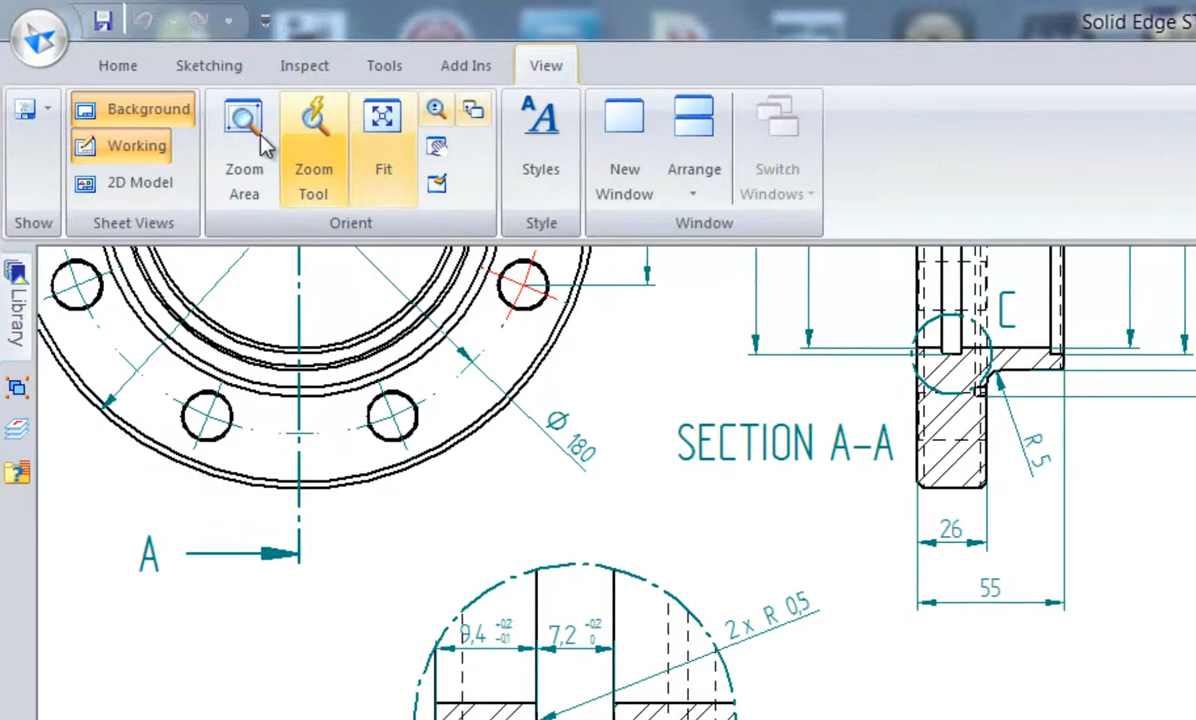 Solid Edge ST
Home Sketching Inspect Tools Add Ins View
Background
Working
2D Model
Zoom Area
Zoom Tool
Fit
Styles
New Window
Arrange
Switch Windows
Show Sheet Views Orient Style Window
Library
C
Ø 180
SECTION A-A
R 5
A
26
55
2 x R 0,5
9,4 -0,2 -0,1
7,2 -0,2 0